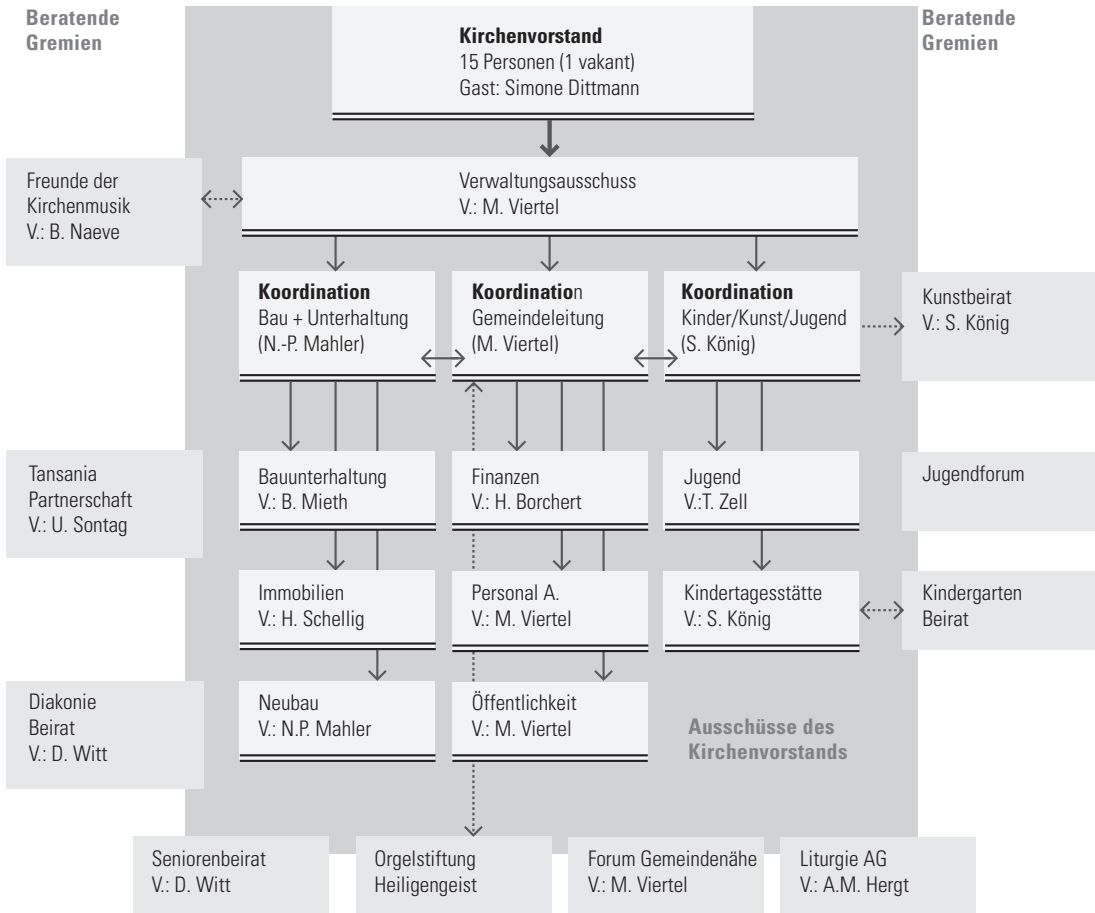 Beratende
Gremien
Beratende
Gremien
Kirchenvorstand
15 Personen (1 vakant)
Gast: Simone Dittmann
Freunde der
Kirchenmusik
V.: B. Naeve
Verwaltungsausschuss
V.: M. Viertel
Koordination
Bau + Unterhaltung
(N.-P. Mahler)
Koordination
Gemeindeleitung
(M. Viertel)
Koordination
Kinder/Kunst/Jugend
(S. König)
Kunstbeirat
V.: S. König
Tansania
Partnerschaft
V.: U. Sontag
Bauunterhaltung
V.: B. Mieth
Finanzen
V.: H. Borchert
Jugend
V.:T. Zell
Jugendforum
Immobilien
V.: H. Schellig
Personal A.
V.: M. Viertel
Kindertagesstätte
V.: S. König
Kindergarten
Beirat
Diakonie
Beirat
V.: D. Witt
Neubau
V.: N.P. Mahler
Öffentlichkeit
V.: M. Viertel
Ausschüsse des
Kirchenvorstands
Seniorenbeirat
V.: D. Witt
Orgelstiftung
Heiligengeist
Forum Gemeindenähe
V.: M. Viertel
Liturgie AG
V.: A.M. Hergt